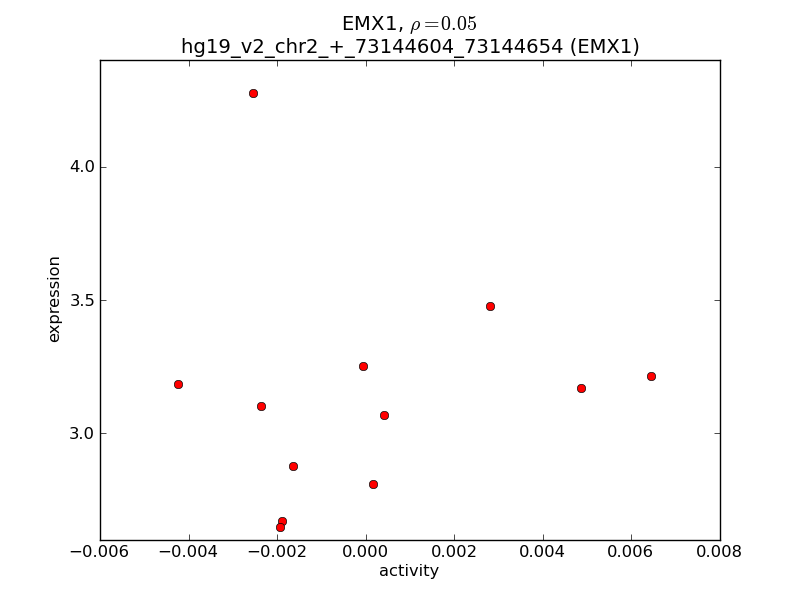 EMX1, ρ = 0.05
hg19_v2_chr2_+_73144604_73144654 (EMX1)
4.0
3.5
3.0
expression
−0.006 −0.004 −0.002 0.000 0.002 0.004 0.006 0.008
activity